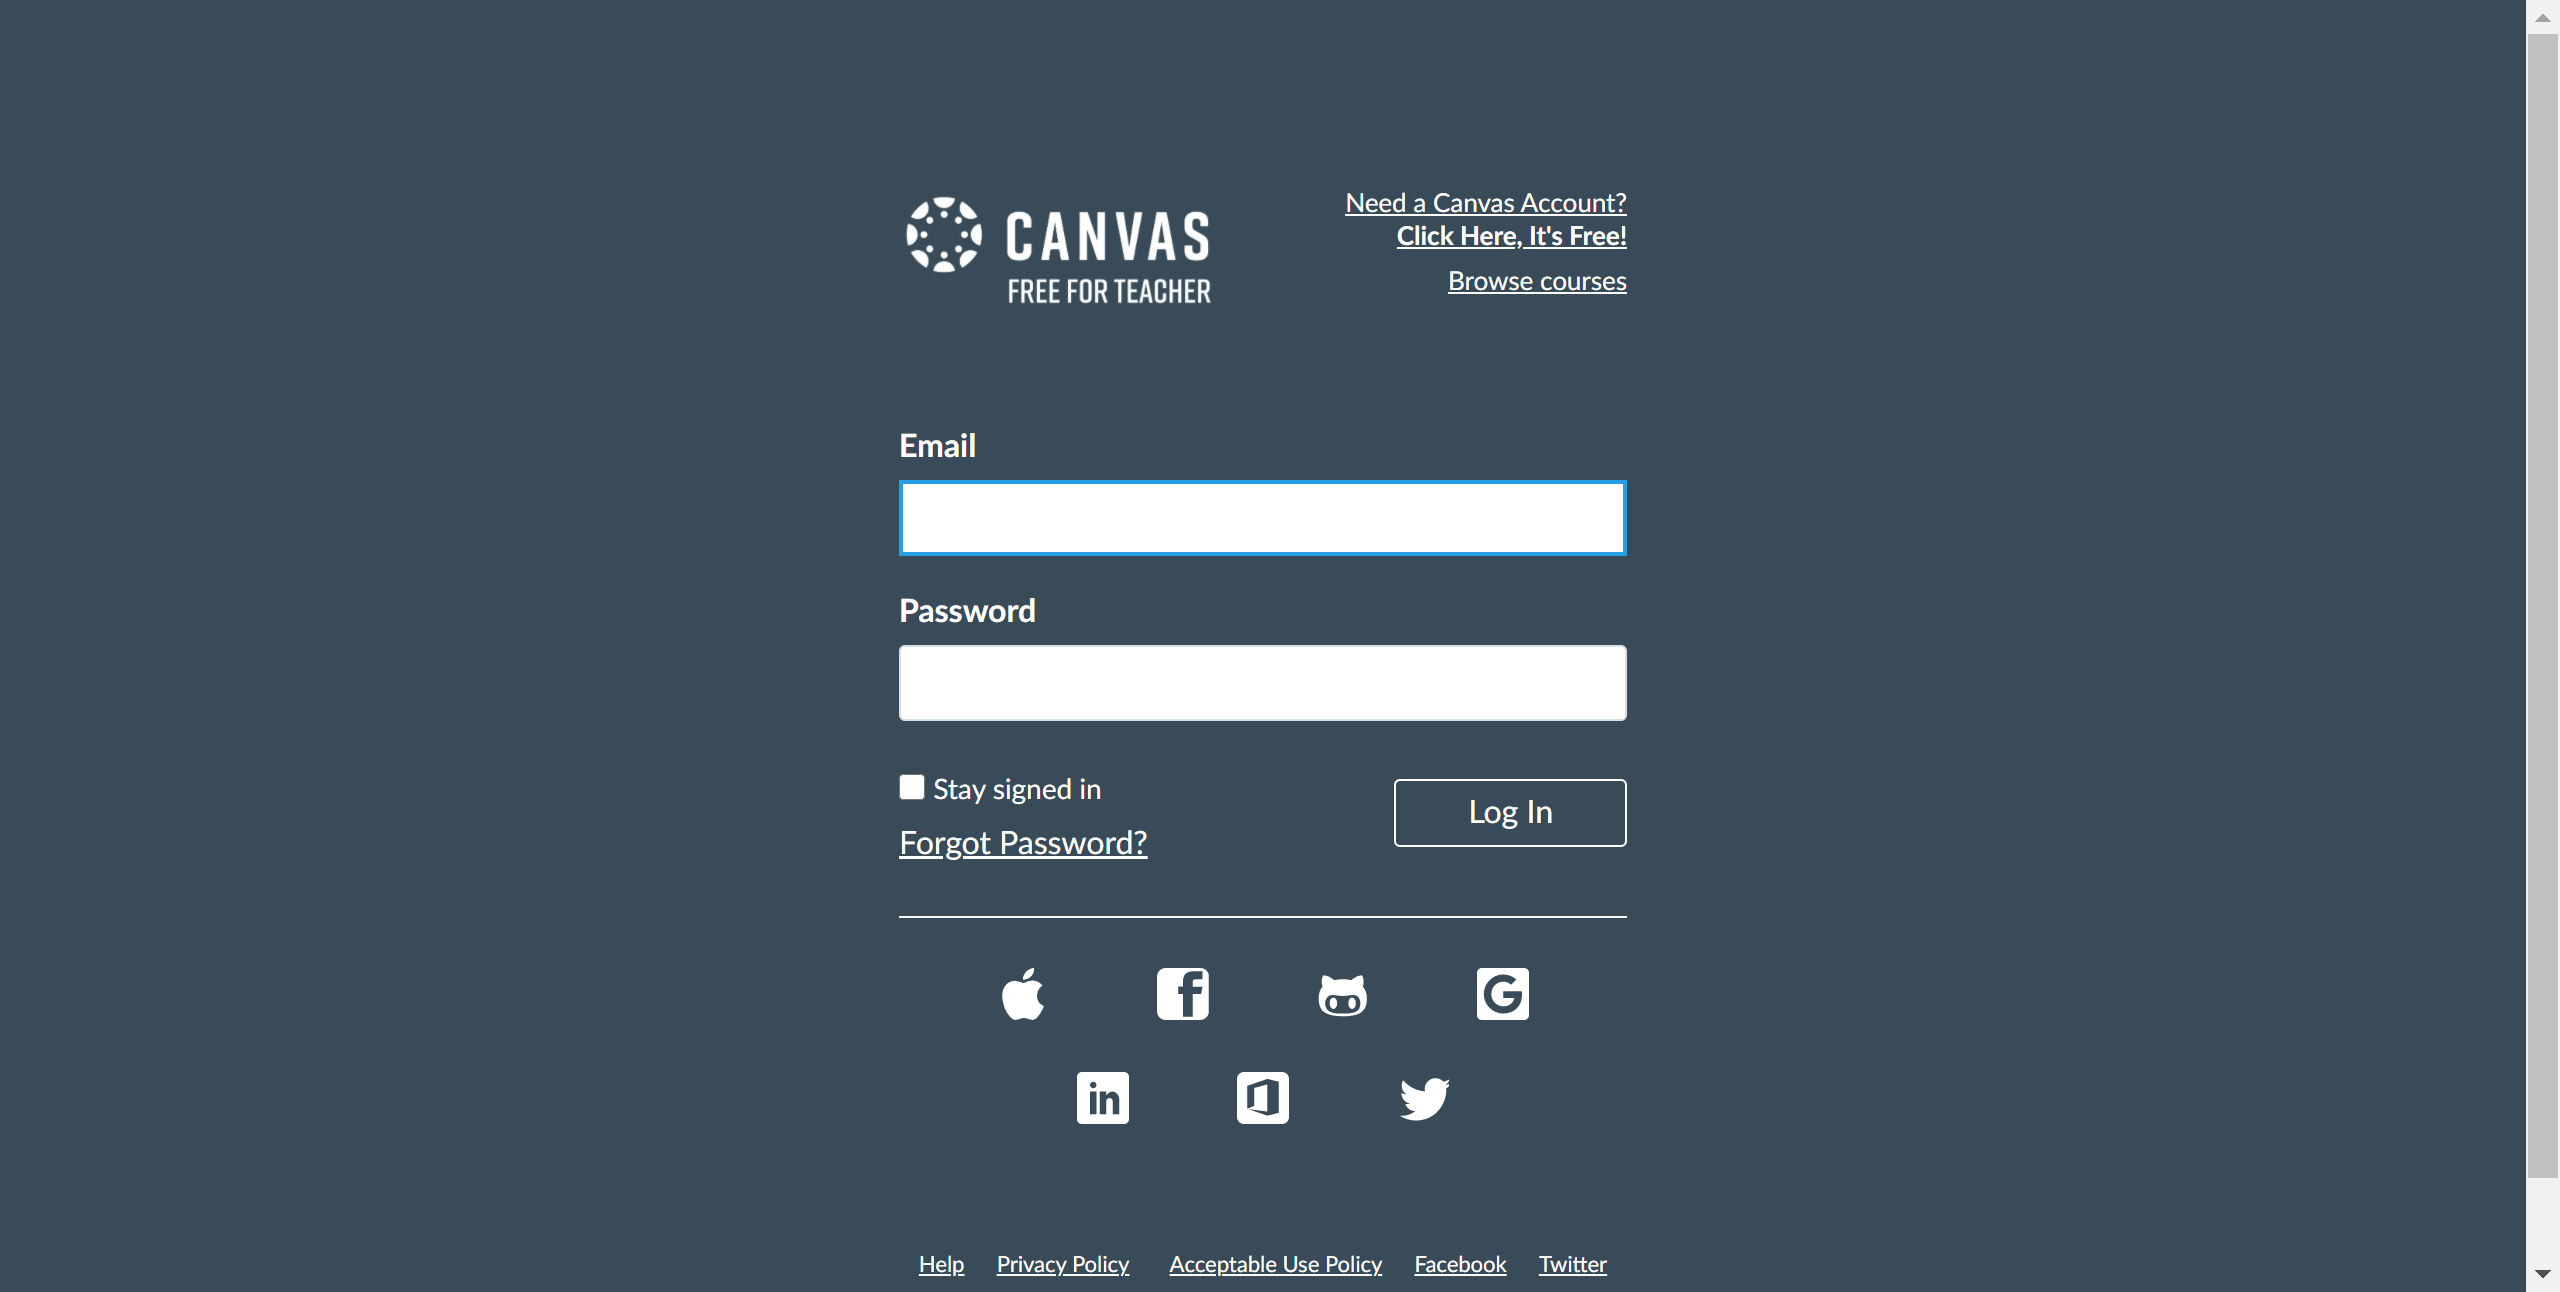 CANVAS
FREE FOR TEACHER
Need a Canvas Account?
Click Here, It's Free!
Browse courses
Email
Password
Stay signed in
Forgot Password?
Log In
Help Privacy Policy Acceptable Use Policy Facebook Twitter